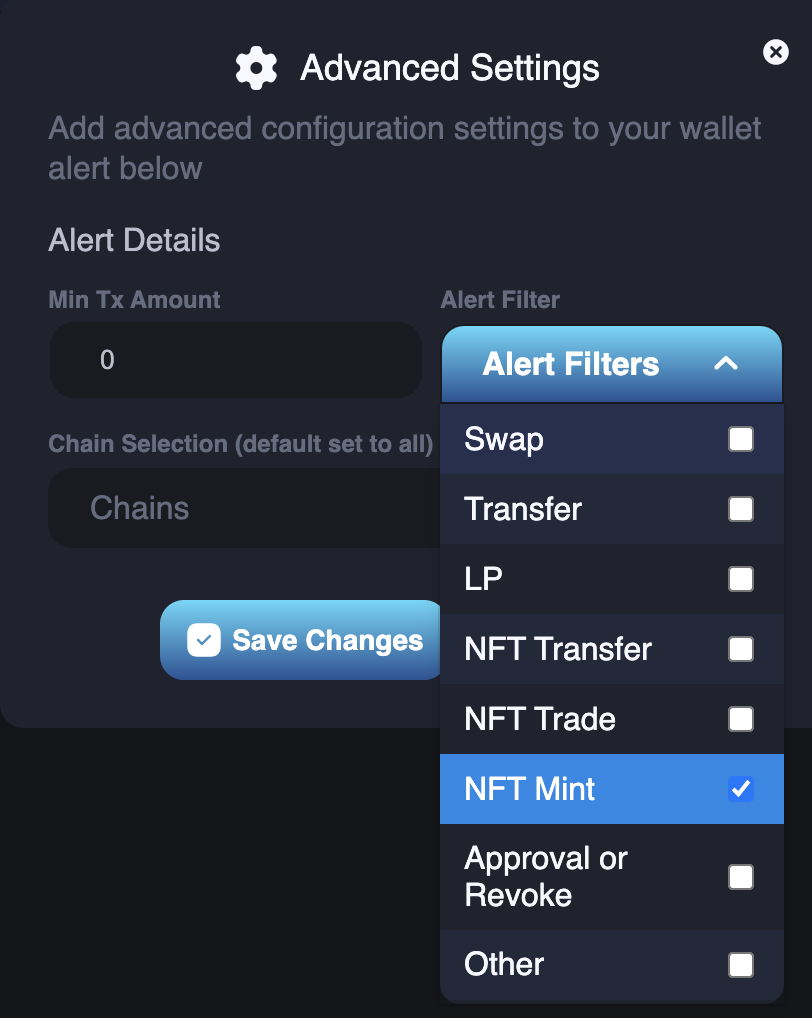 Advanced Settings
Add advanced configuration settings to your wallet
alert below
Alert Details
Min Tx Amount
0
Alert Filter
Alert Filters
Chain Selection (default set to all)
Chains
Save Changes
Swap
Transfer
LP
NFT Transfer
NFT Trade
NFT Mint
Approval or
Revoke
Other